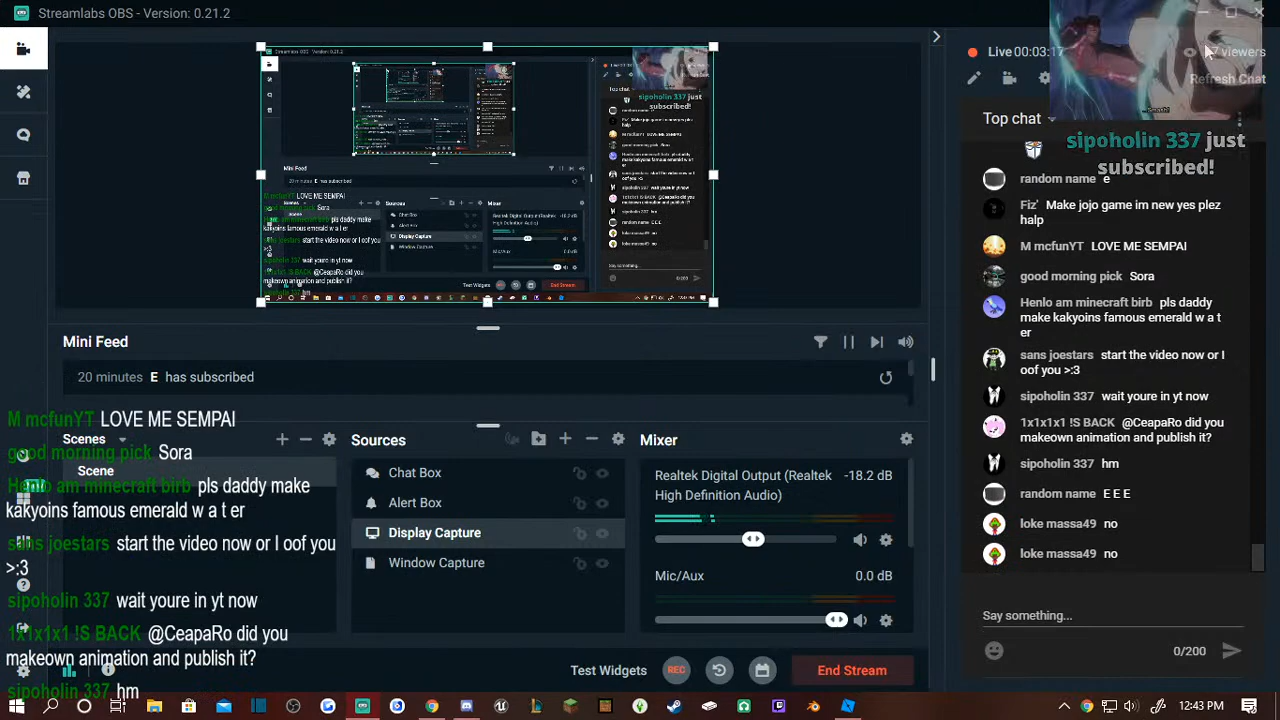 Streamlabs OBS - Version: 0.21.2
Live 00:03:17
7 viewers
Refresh Chat
Top chat
sipoholin 337 just
subscribed!
random name
Fiz' Make jojo game im new yes plez
halp
M mcfunYT LOVE ME SEMPAI
good morning pick Sora
Henlo am minecraft birb pls daddy
make kakyoins famous emerald w a t
er
sans joestars start the video now or I
oof you >:3
sipoholin 337 wait youre in yt now
1x1x1x1 !S BACK @CeapaRo did you
makeown animation and publish it?
sipoholin 337 hm
random name E E E
loke massa49 no
loke massa49 no
Say something...
0/200
Mini Feed
20 minutes E has subscribed
Scenes
Scene
Sources
Chat Box
Alert Box
Display Capture
Window Capture
Mixer
Realtek Digital Output (Realtek
High Definition Audio)
-18.2 dB
Mic/Aux
0.0 dB
M mcfunYT LOVE ME SEMPAI
good morning pick Sora
Henlo am minecraft birb pls daddy make
kakyoins famous emerald w a t er
sans joestars start the video now or I oof you
>:3
sipoholin 337 wait youre in yt now
1x1x1x1 !S BACK @CeapaRo did you
makeown animation and publish it?
sipoholin 337 hm
Test Widgets
REC
End Stream
12:43 PM